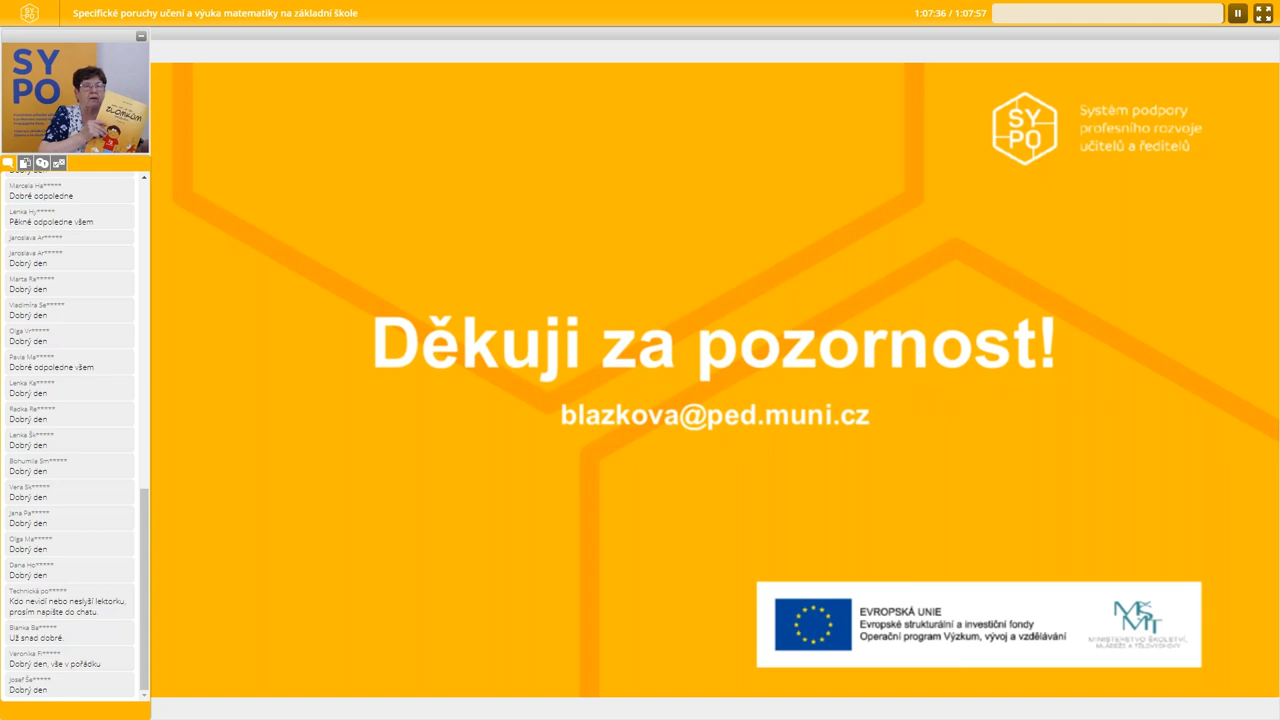 Specifické poruchy učení a výuka matematiky na základní škole
1:07:36 / 1:07:57
SY
PO
ZLOMKŮM
Marcela Ha*****
Dobré odpoledne
Lenka Hy*****
Pěkné odpoledne všem
Jaroslava Ar*****
Jaroslava Ar*****
Dobrý den
Marta Ra*****
Dobrý den
Vladimíra Se*****
Dobrý den
Olga Vr*****
Dobrý den
Pavla Ma*****
Dobré odpoledne všem
Lenka Ka*****
Dobrý den
Radka Re*****
Dobrý den
Lenka Šk*****
Dobrý den
Bohumila Sm*****
Dobrý den
Vera Sk*****
Dobrý den
Jana Pa*****
Dobrý den
Olga Ma*****
Dobrý den
Dana Ho*****
Dobrý den
Technická po*****
Kdo nevidí nebo neslyší lektorku,
prosím napište do chatu.
Blanka Ba*****
Už snad dobré.
Veronika Fi*****
Dobrý den, vše v pořádku
Josef Še*****
Dobrý den
SY
PO
Systém podpory
profesního rozvoje
učitelů a ředitelů
Děkuji za pozornost!
blazkova@ped.muni.cz
EVROPSKÁ UNIE
Evropské strukturální a investiční fondy
Operační program Výzkum, vývoj a vzdělávání
MŠMT
MINISTERSTVO ŠKOLSTVÍ,
MLÁDEŽE A TĚLOVÝCHOVY